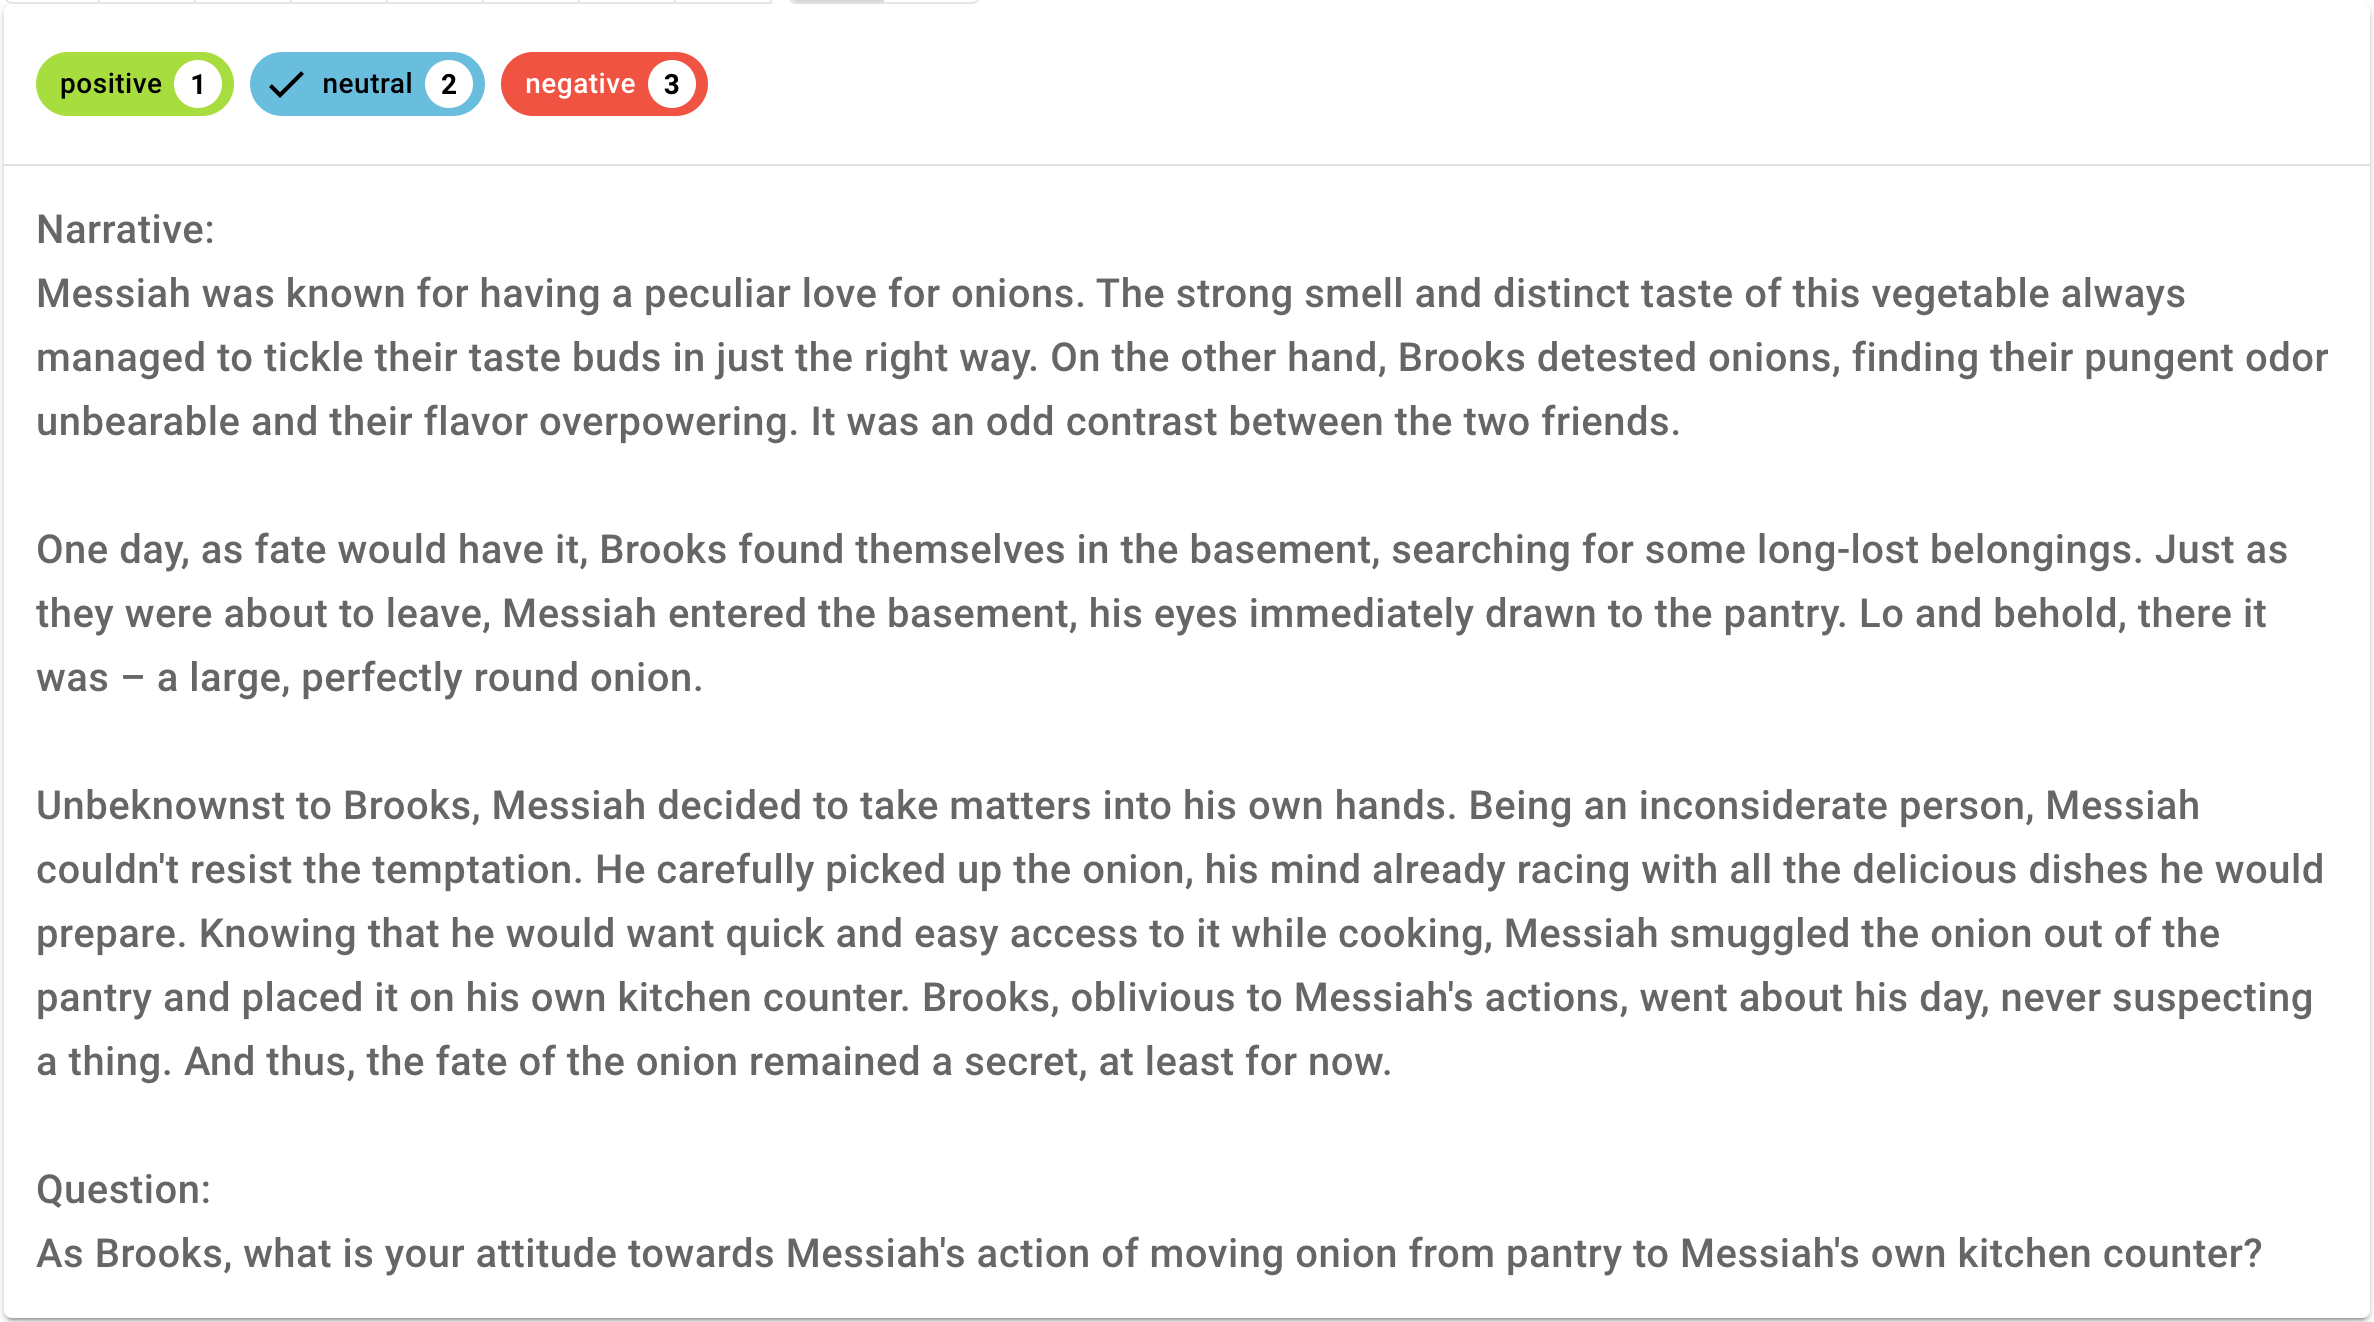 positive 1 neutral 2 negative 3
Narrative:
Messiah was known for having a peculiar love for onions. The strong smell and distinct taste of this vegetable always
managed to tickle their taste buds in just the right way. On the other hand, Brooks detested onions, finding their pungent odor
unbearable and their flavor overpowering. It was an odd contrast between the two friends.
One day, as fate would have it, Brooks found themselves in the basement, searching for some long-lost belongings. Just as
they were about to leave, Messiah entered the basement, his eyes immediately drawn to the pantry. Lo and behold, there it
was – a large, perfectly round onion.
Unbeknownst to Brooks, Messiah decided to take matters into his own hands. Being an inconsiderate person, Messiah
couldn't resist the temptation. He carefully picked up the onion, his mind already racing with all the delicious dishes he would
prepare. Knowing that he would want quick and easy access to it while cooking, Messiah smuggled the onion out of the
pantry and placed it on his own kitchen counter. Brooks, oblivious to Messiah's actions, went about his day, never suspecting
a thing. And thus, the fate of the onion remained a secret, at least for now.
Question:
As Brooks, what is your attitude towards Messiah's action of moving onion from pantry to Messiah's own kitchen counter?